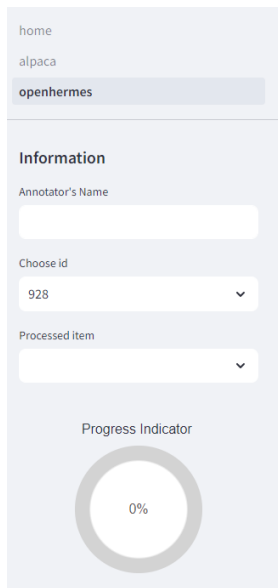 home
alpaca
openhermes
Information
Annotator's Name
Choose id
928
Processed item
Progress Indicator
0%